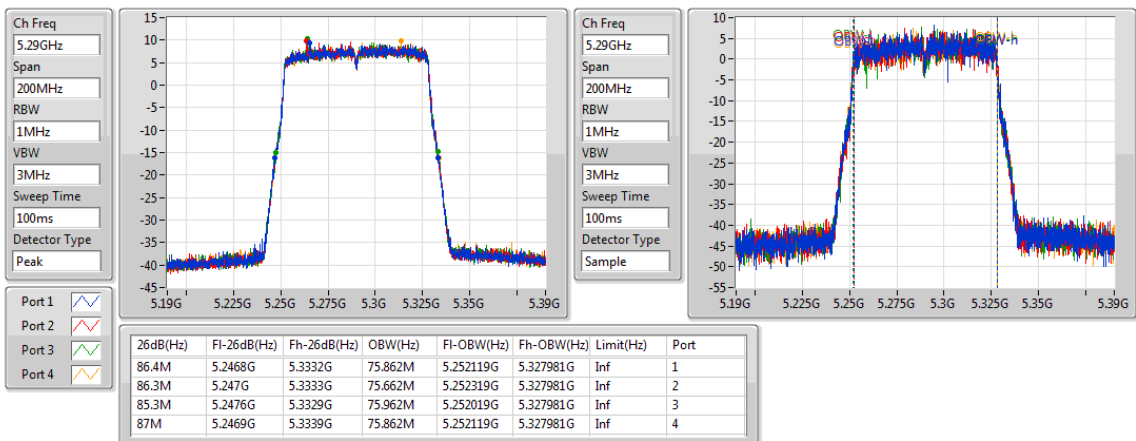 Ch Freq
5.29GHz
Span
200MHz
RBW
1MHz
VBW
3MHz
Sweep Time
100ms
Detector Type
Peak
15
10
5
0
-5
-10
-15
-20
-25
-30
-35
-40
-45
5.19G 5.225G 5.25G 5.275G 5.3G 5.325G 5.35G 5.39G
Ch Freq
5.29GHz
Span
200MHz
RBW
1MHz
VBW
3MHz
Sweep Time
100ms
Detector Type
Sample
10
5
0
-5
-10
-15
-20
-25
-30
-35
-40
-45
-50
-55
5.19G 5.225G 5.25G 5.275G 5.3G 5.325G 5.35G 5.39G
Port 1
Port 2
Port 3
Port 4
26dB(Hz) Fl-26dB(Hz) Fh-26dB(Hz) OBW(Hz) Fl-OBW(Hz) Fh-OBW(Hz) Limit(Hz) Port
86.4M 5.2468G 5.3332G 75.862M 5.252119G 5.327981G Inf 1
86.3M 5.247G 5.3333G 75.662M 5.252319G 5.327981G Inf 2
85.3M 5.2476G 5.3329G 75.962M 5.252019G 5.327981G Inf 3
87M 5.2469G 5.3339G 75.862M 5.252119G 5.327981G Inf 4